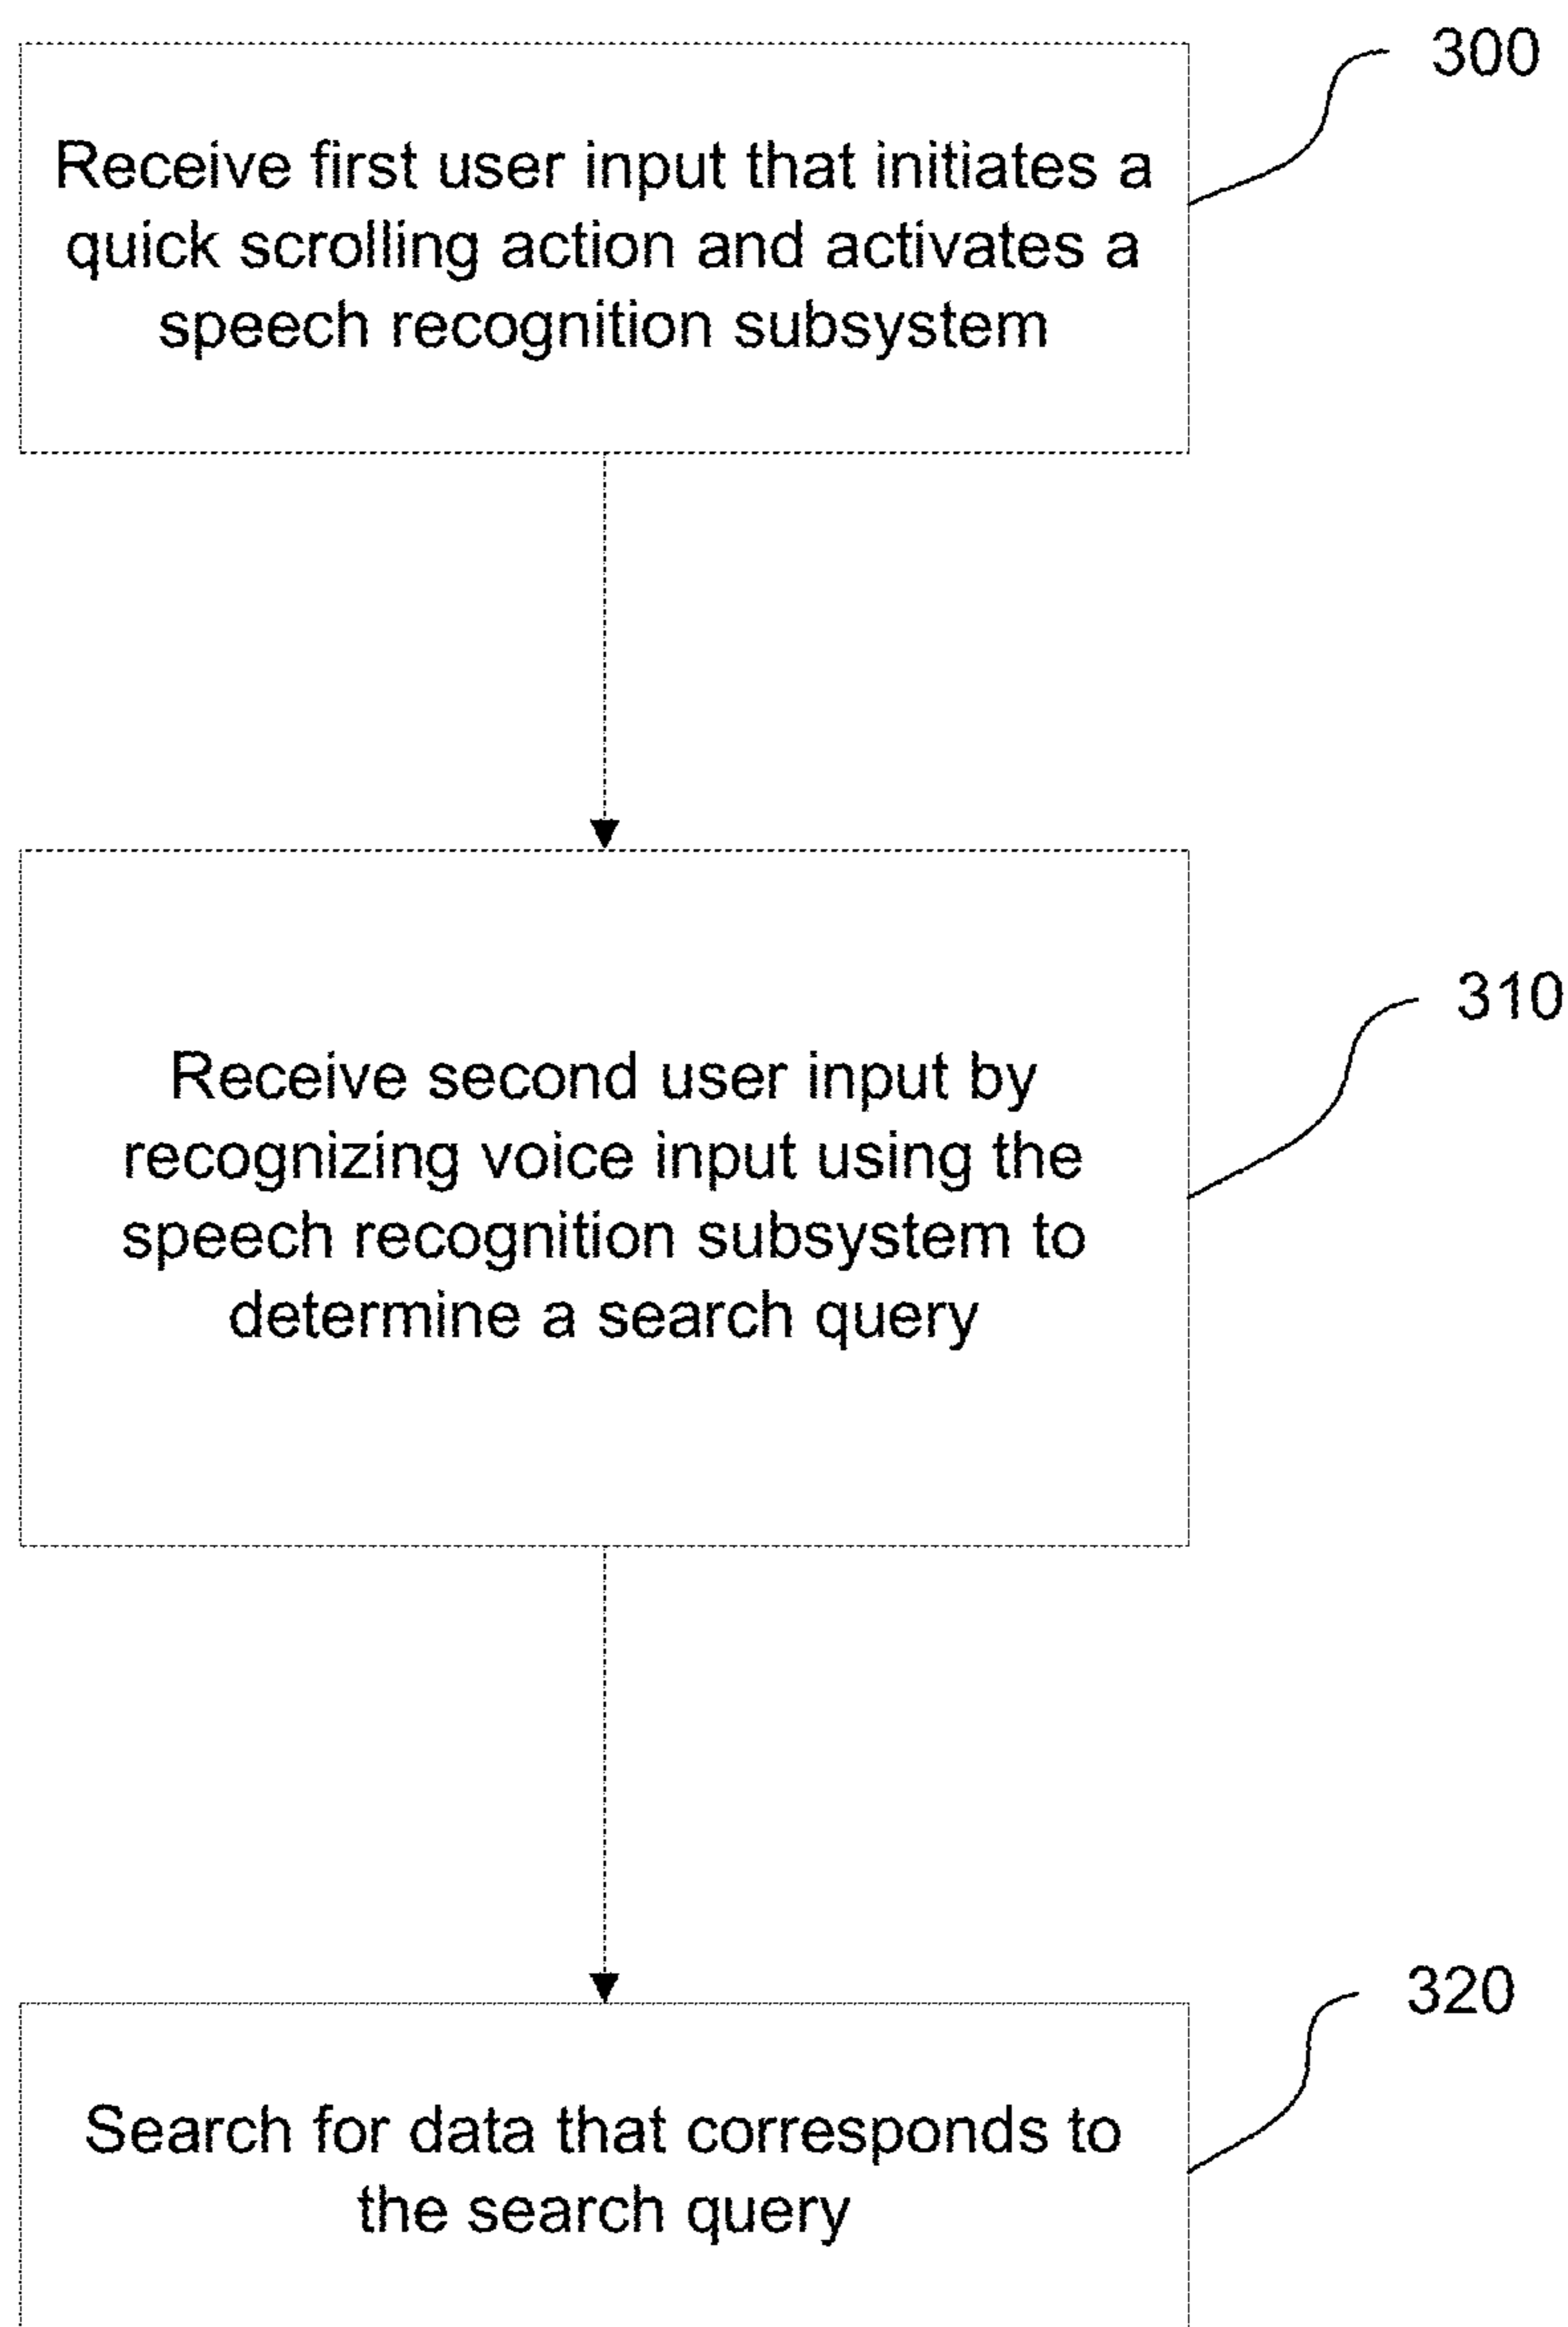 300
Receive first user input that initiates a
quick scrolling action and activates a
speech recognition subsystem
310
Receive second user input by
recognizing voice input using the
speech recognition subsystem to
determine a search query
320
Search for data that corresponds to
the search query